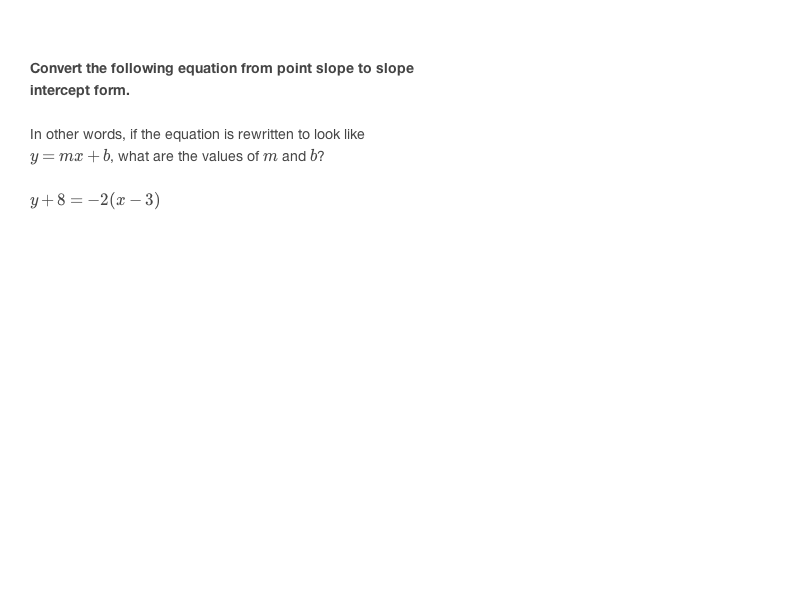 Convert the following equation from point slope to slope
intercept form.
In other words, if the equation is rewritten to look like
y = mx + b, what are the values of m and b?
y + 8 = −2(x − 3)